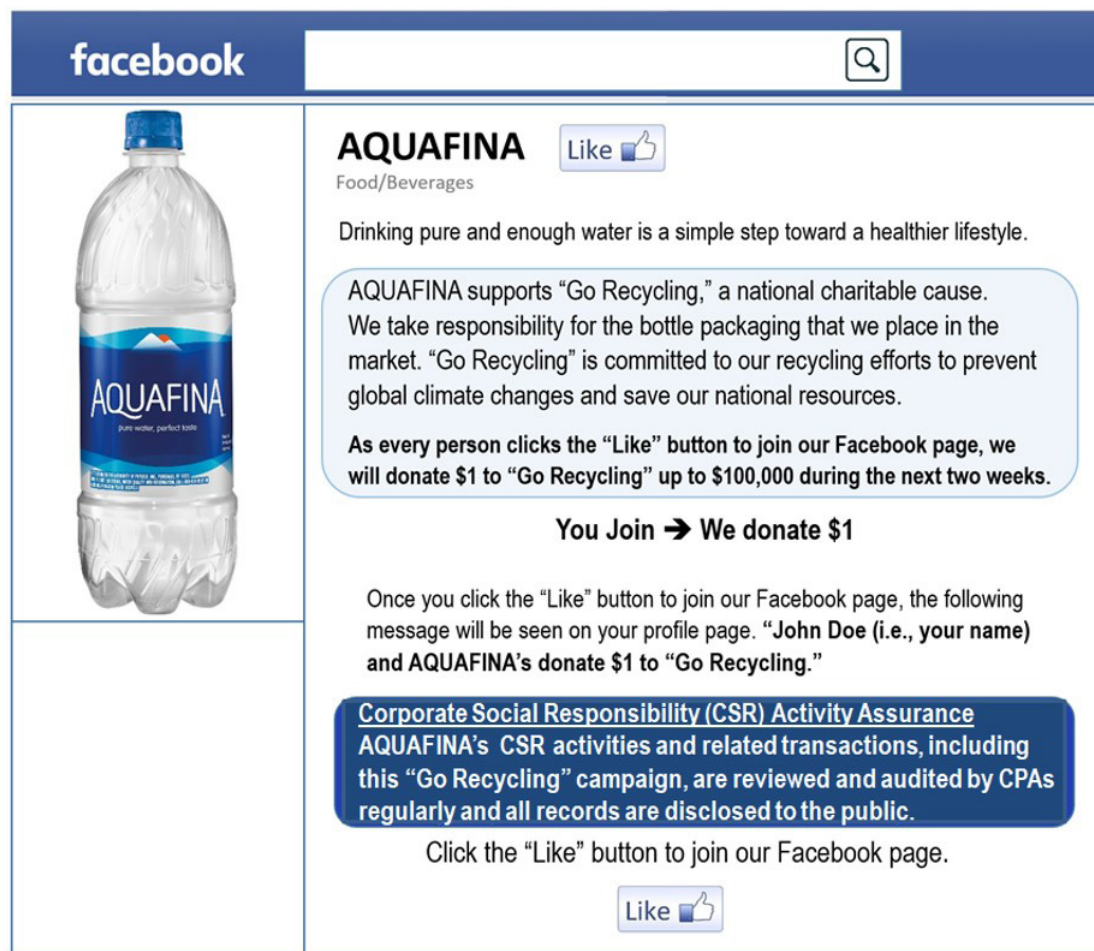 facebook
AQUAFINA
Like
Food/Beverages
Drinking pure and enough water is a simple step toward a healthier lifestyle.
AQUAFINA supports “Go Recycling,” a national charitable cause.
We take responsibility for the bottle packaging that we place in the
market. “Go Recycling” is committed to our recycling efforts to prevent
global climate changes and save our national resources.
As every person clicks the “Like” button to join our Facebook page, we
will donate $1 to “Go Recycling” up to $100,000 during the next two weeks.
You Join ➔ We donate $1
Once you click the “Like” button to join our Facebook page, the following
message will be seen on your profile page. “John Doe (i.e., your name)
and AQUAFINA’s donate $1 to “Go Recycling.”
Corporate Social Responsibility (CSR) Activity Assurance
AQUAFINA’s CSR activities and related transactions, including
this “Go Recycling” campaign, are reviewed and audited by CPAs
regularly and all records are disclosed to the public.
Click the “Like” button to join our Facebook page.
Like
AQUAFINA
pure water, perfect taste